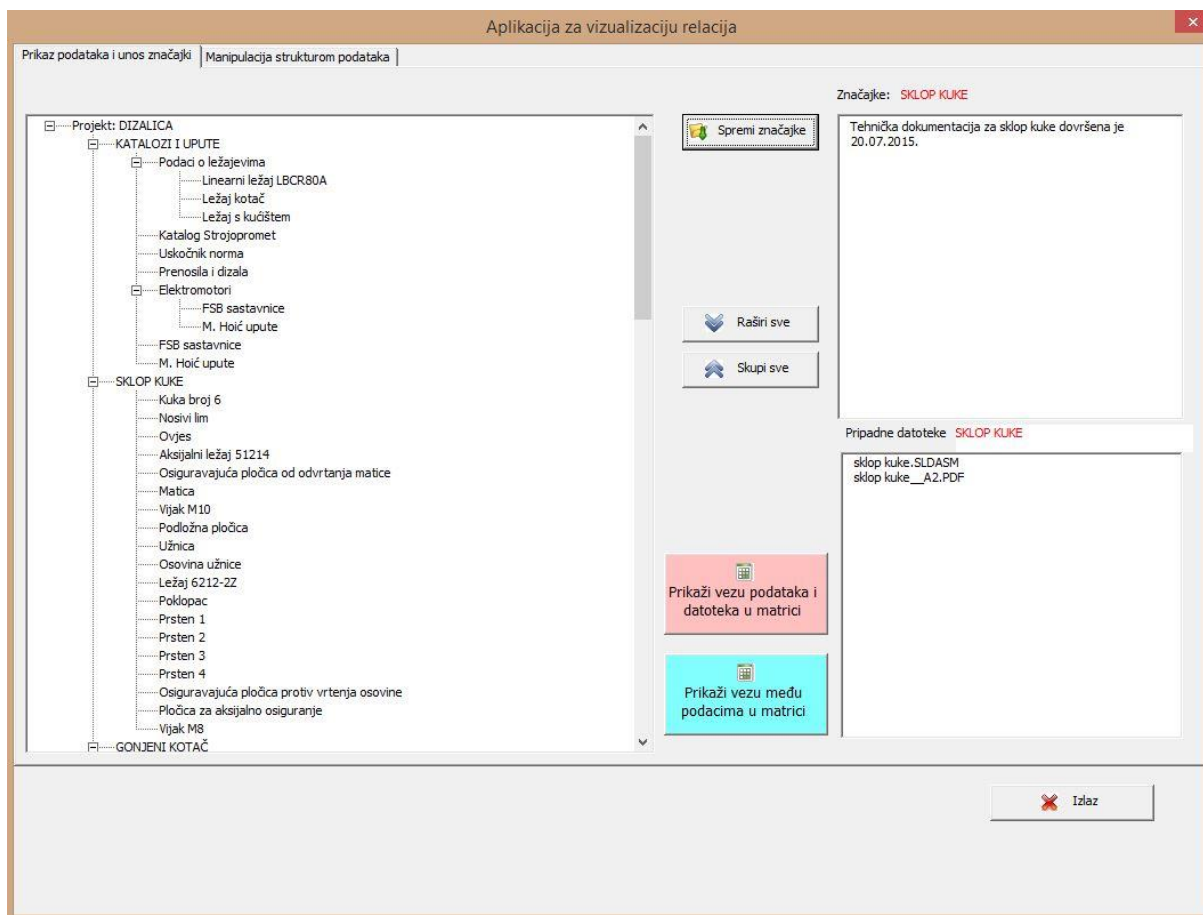 Aplikacija za vizualizaciju relacija
Prikaz podataka i unos značajki
Manipulacija strukturom podataka
Projekt: DIZALICA
KATALOZI I UPUTE
Podaci o ležajevima
Linearni ležaj LBCR80A
Ležaj kotač
Ležaj s kućištem
Katalog Strojopromet
Uskočnik norma
Prenosila i dizala
Elektromotori
FSB sastavnice
M. Hoić upute
FSB sastavnice
M. Hoić upute
SKLOP KUKE
Kuka broj 6
Nosivi lim
Ovjes
Aksijalni ležaj 51214
Osiguravajuća pločica od odvrtanja matice
Matica
Vijak M10
Podložna pločica
Užnica
Osovina užnice
Ležaj 6212-2Z
Poklopac
Prsten 1
Prsten 2
Prsten 3
Prsten 4
Osiguravajuća pločica protiv vrtenja osovine
Pločica za aksijalno osiguranje
Vijak M8
GONJENI KOTAČ
Spremi značajke
Raširi sve
Skupi sve
Prikaži vezu podataka i
datoteka u matrici
Prikaži vezu među
podacima u matrici
Značajke: SKLOP KUKE
Tehnička dokumentacija za sklop kuke dovršena je
20.07.2015.
Pripadne datoteke SKLOP KUKE
sklop kuke.SLDASM
sklop kuke__A2.PDF
Izlaz